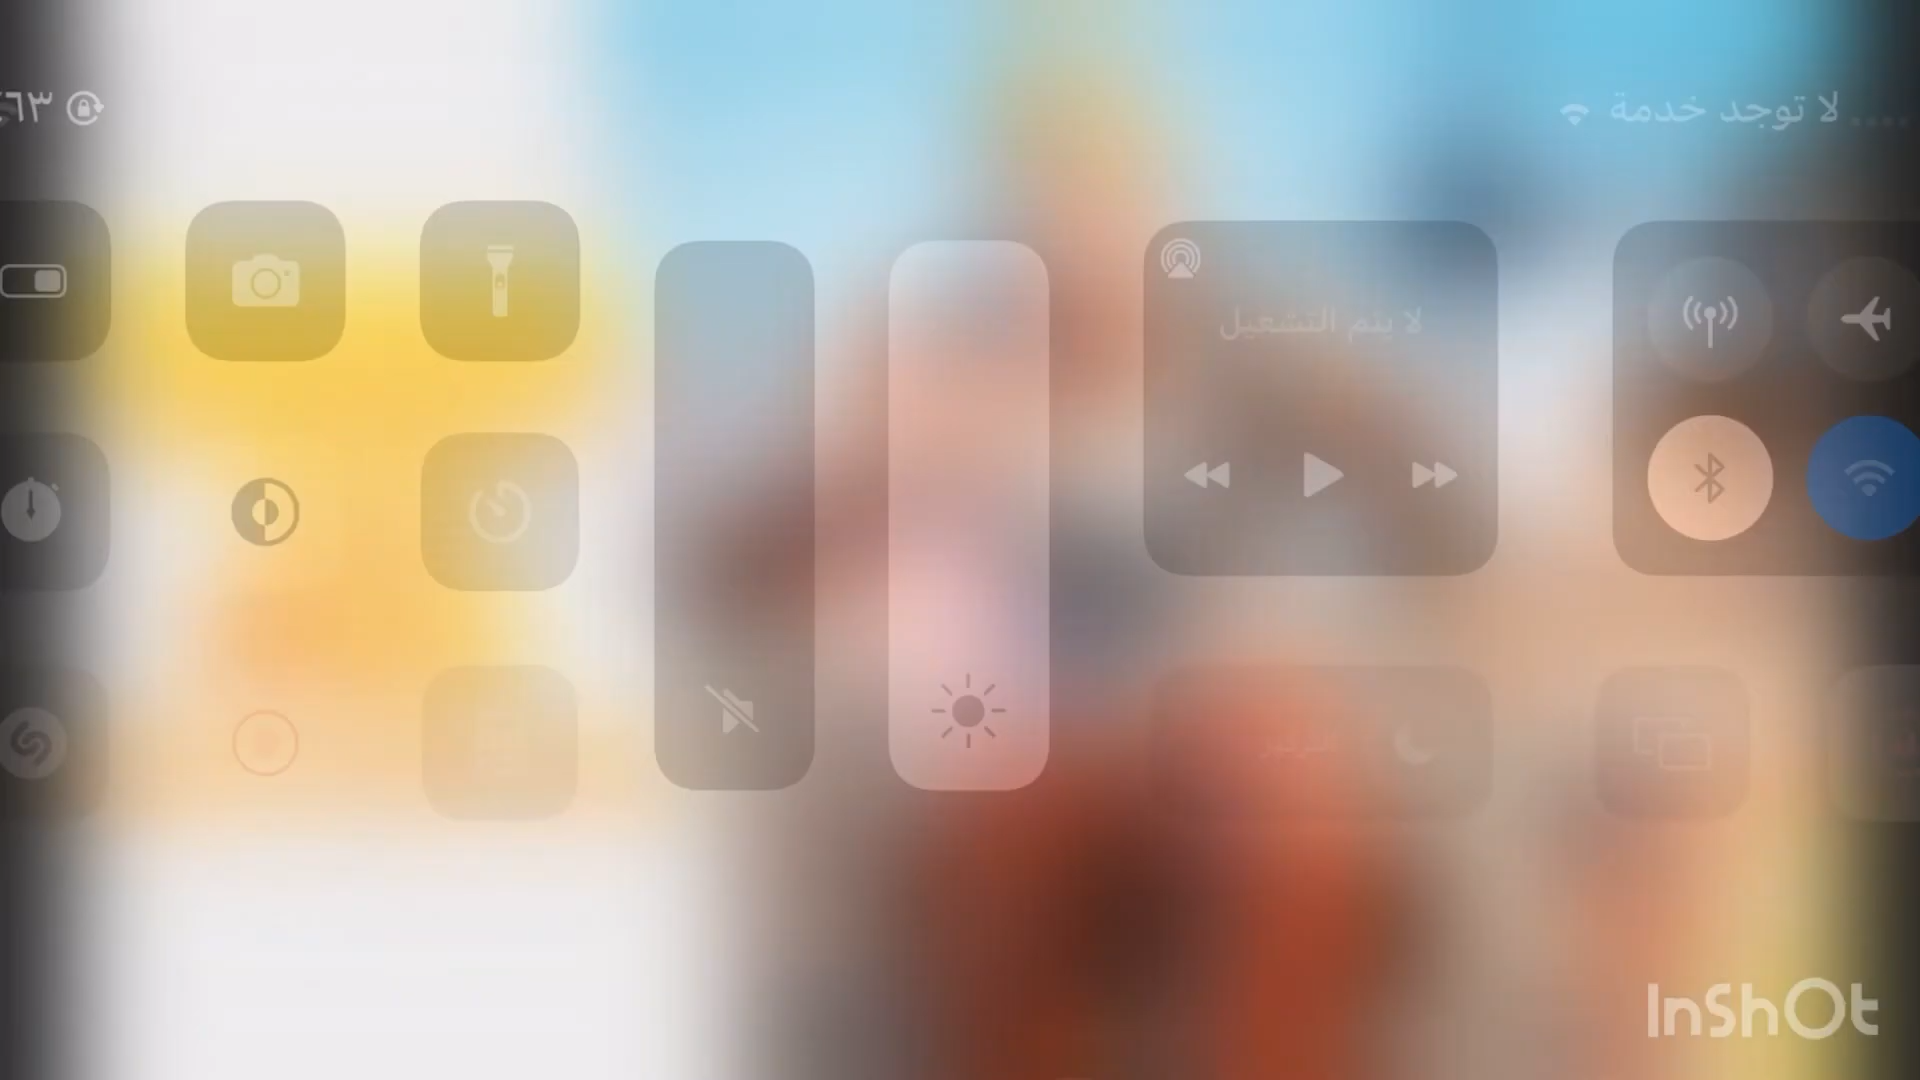 لا توجد خدمة
٦٣
لا يتم التشغيل
InShOt